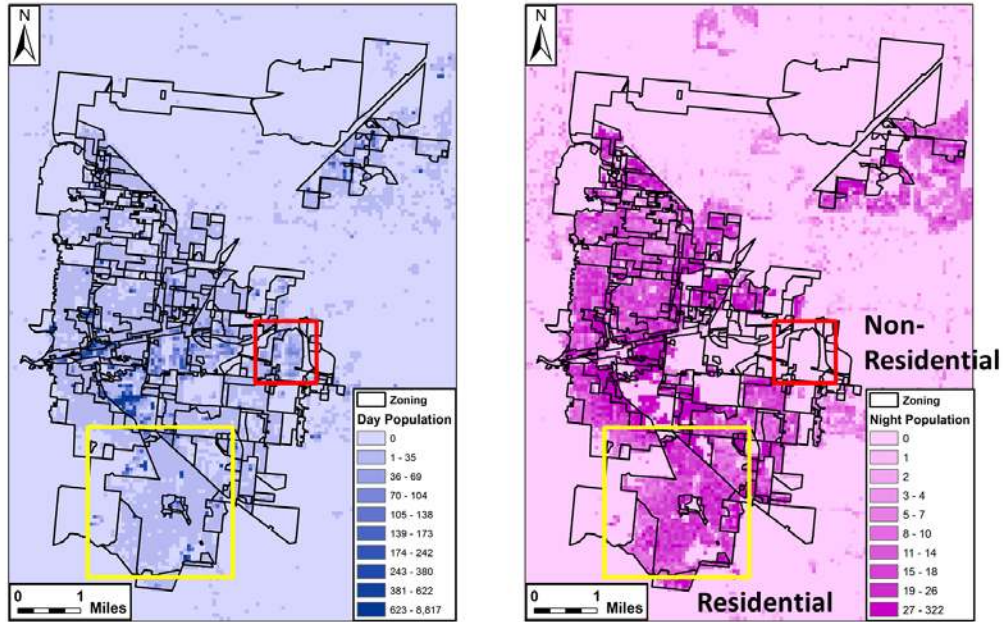 N
Zoning
Day Population
0
1 - 35
36 - 69
70 - 104
105 - 138
139 - 173
174 - 242
243 - 380
381 - 622
623 - 8,817
0 1
Miles
N
Non-
Residential
Zoning
Night Population
0
1
2
3 - 4
5 - 7
8 - 10
11 - 14
15 - 18
19 - 26
27 - 322
0 1
Miles
Residential